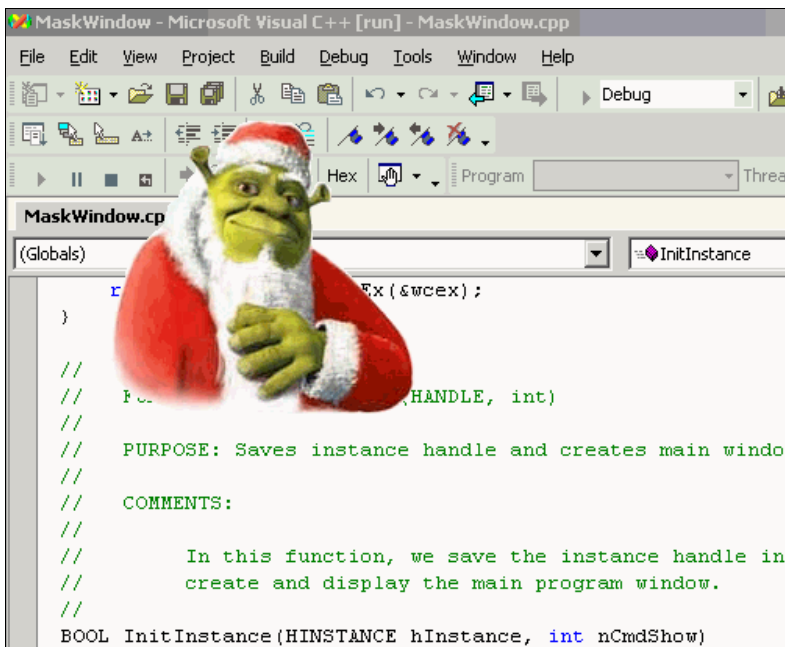 MaskWindow - Microsoft Visual C++ [run] - MaskWindow.cpp
File Edit View Project Build Debug Tools Window Help
Debug
Hex Program
MaskWindow.cp
(Globals) InitInstance
Ex(&wcex);
}
//
// (HANDLE, int)
//
// PURPOSE: Saves instance handle and creates main windo
//
// COMMENTS:
//
// In this function, we save the instance handle in
// create and display the main program window.
//
BOOL InitInstance(HINSTANCE hInstance, int nCmdShow)